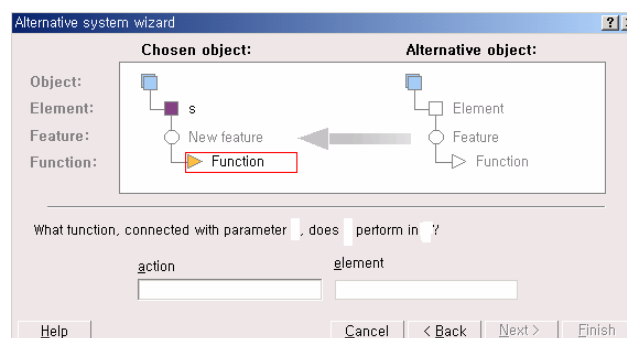 Alternative system wizard
Chosen object: Alternative object:
Object:
Element: s Element
Feature: New feature Feature
Function: Function Function
What function, connected with parameter , does perform in ?
action element
Help Cancel < Back Next > Finish